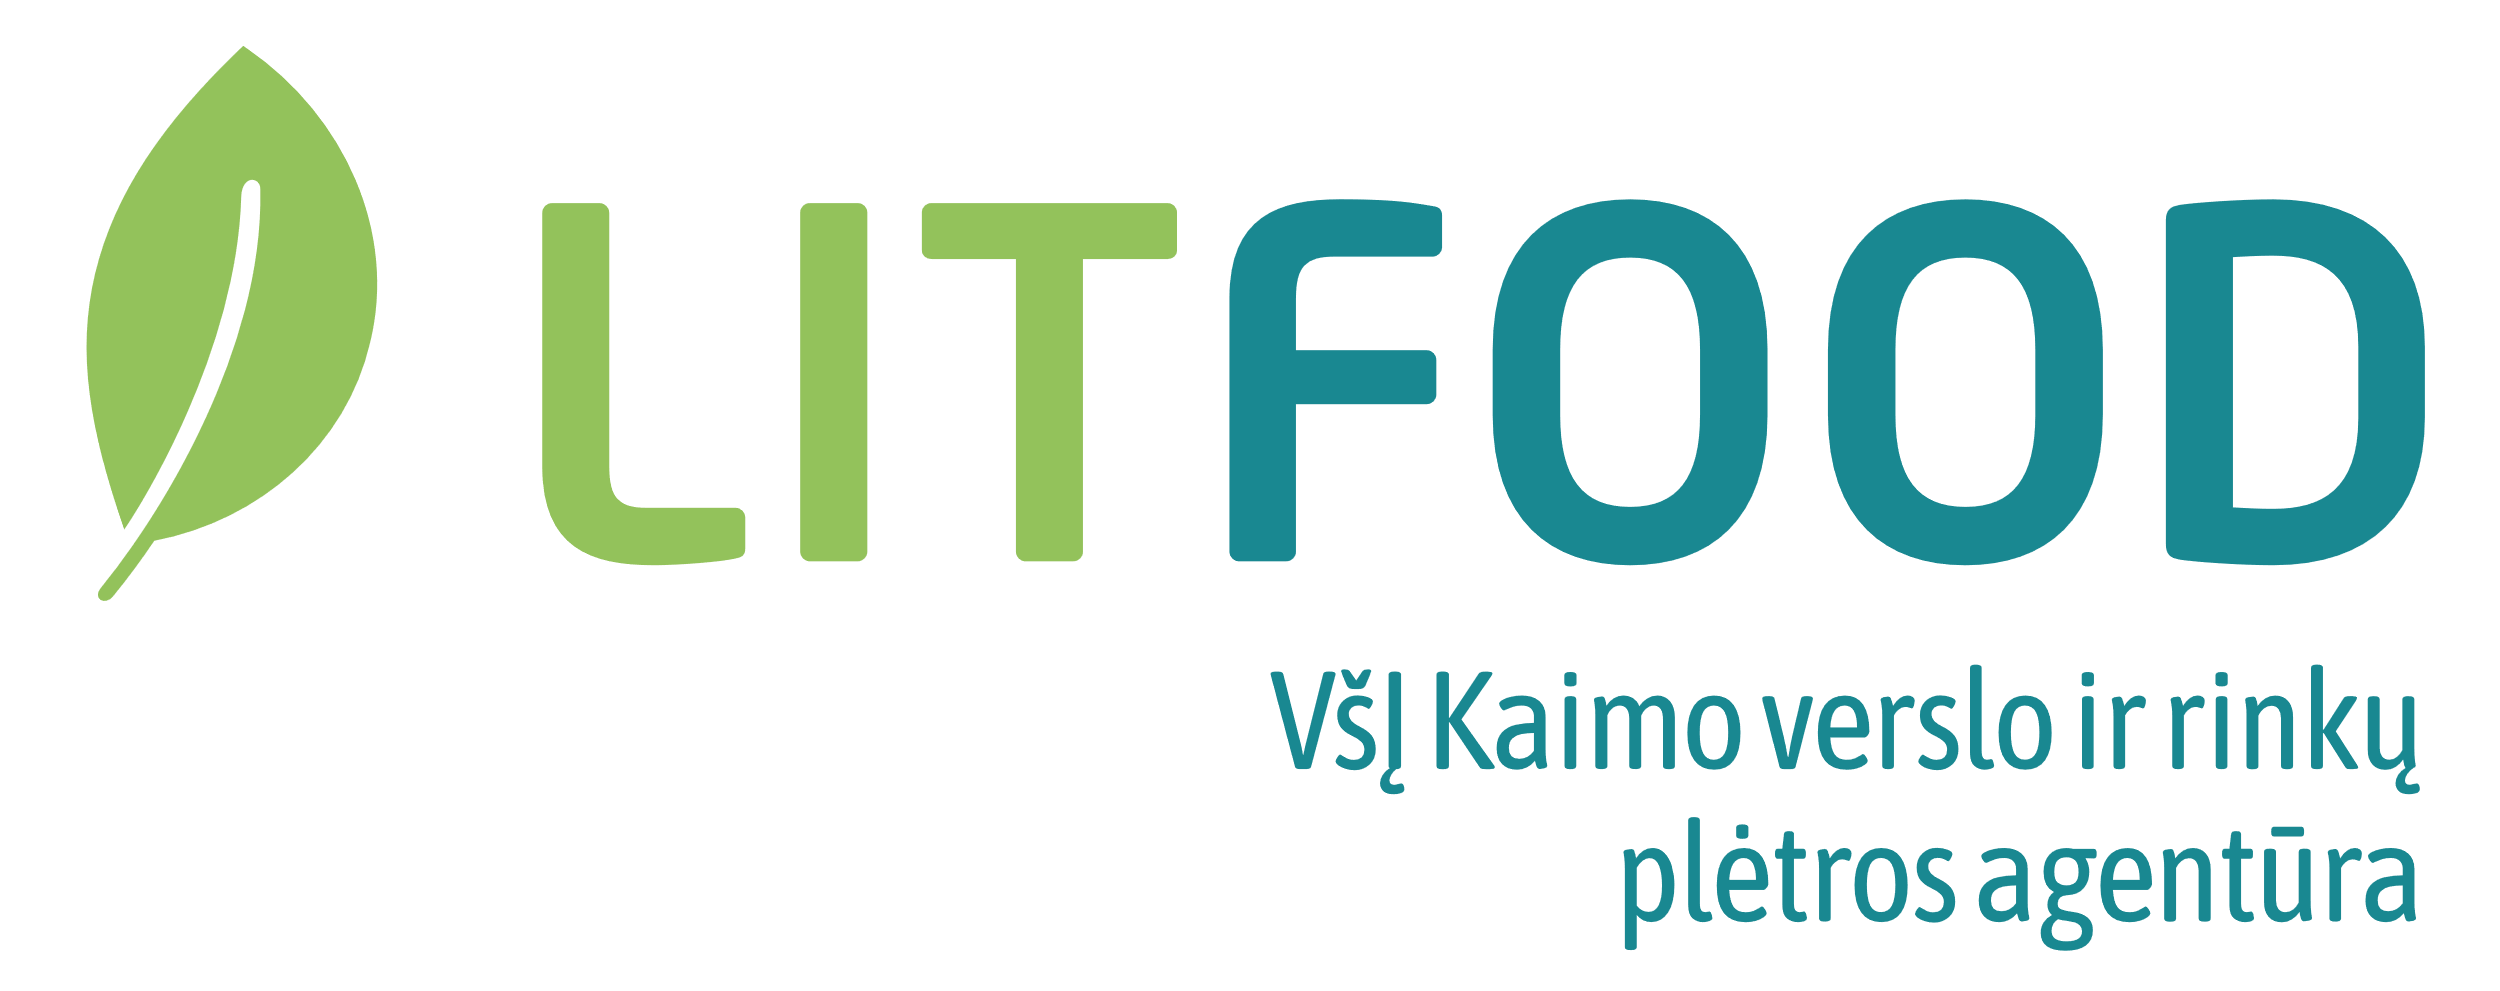 LITFOOD
VšĮ Kaimo verslo ir rinkų
plėtros agentūra